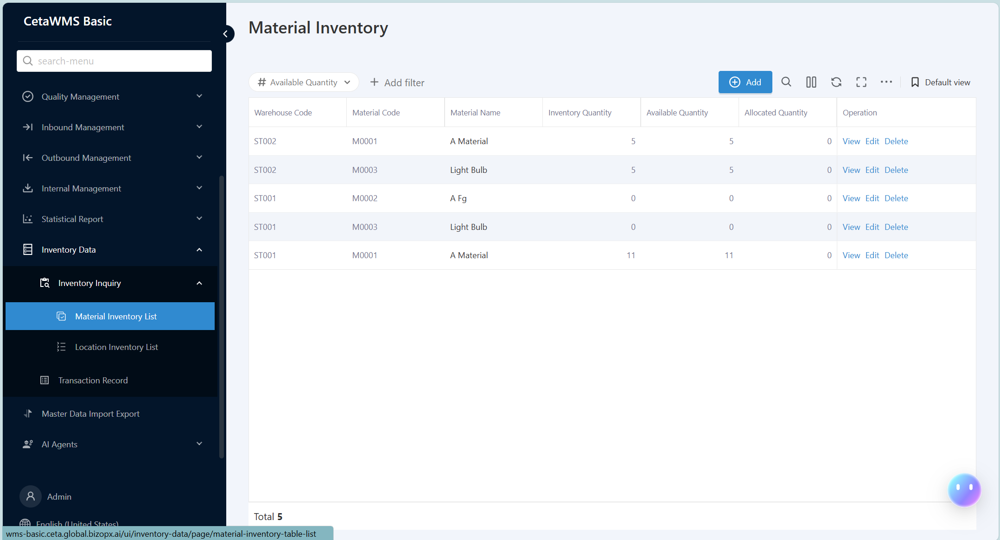 CetaWMS Basic
search-menu
Quality Management
Inbound Management
Outbound Management
Internal Management
Statistical Report
Inventory Data
Inventory Inquiry
Material Inventory List
Location Inventory List
Transaction Record
Master Data Import Export
AI Agents
Admin
English (United States)
wms-basic.ceta.global.bizopx.ai/ui/inventory-data/page/material-inventory-table-list
Material Inventory
# Available Quantity + Add filter Add Default view
Warehouse Code Material Code Material Name Inventory Quantity Available Quantity Allocated Quantity Operation
ST002 M0001 A Material 5 5 0 View Edit Delete
ST002 M0003 Light Bulb 5 5 0 View Edit Delete
ST001 M0002 A Fg 0 0 0 View Edit Delete
ST001 M0003 Light Bulb 0 0 0 View Edit Delete
ST001 M0001 A Material 11 11 0 View Edit Delete
Total 5